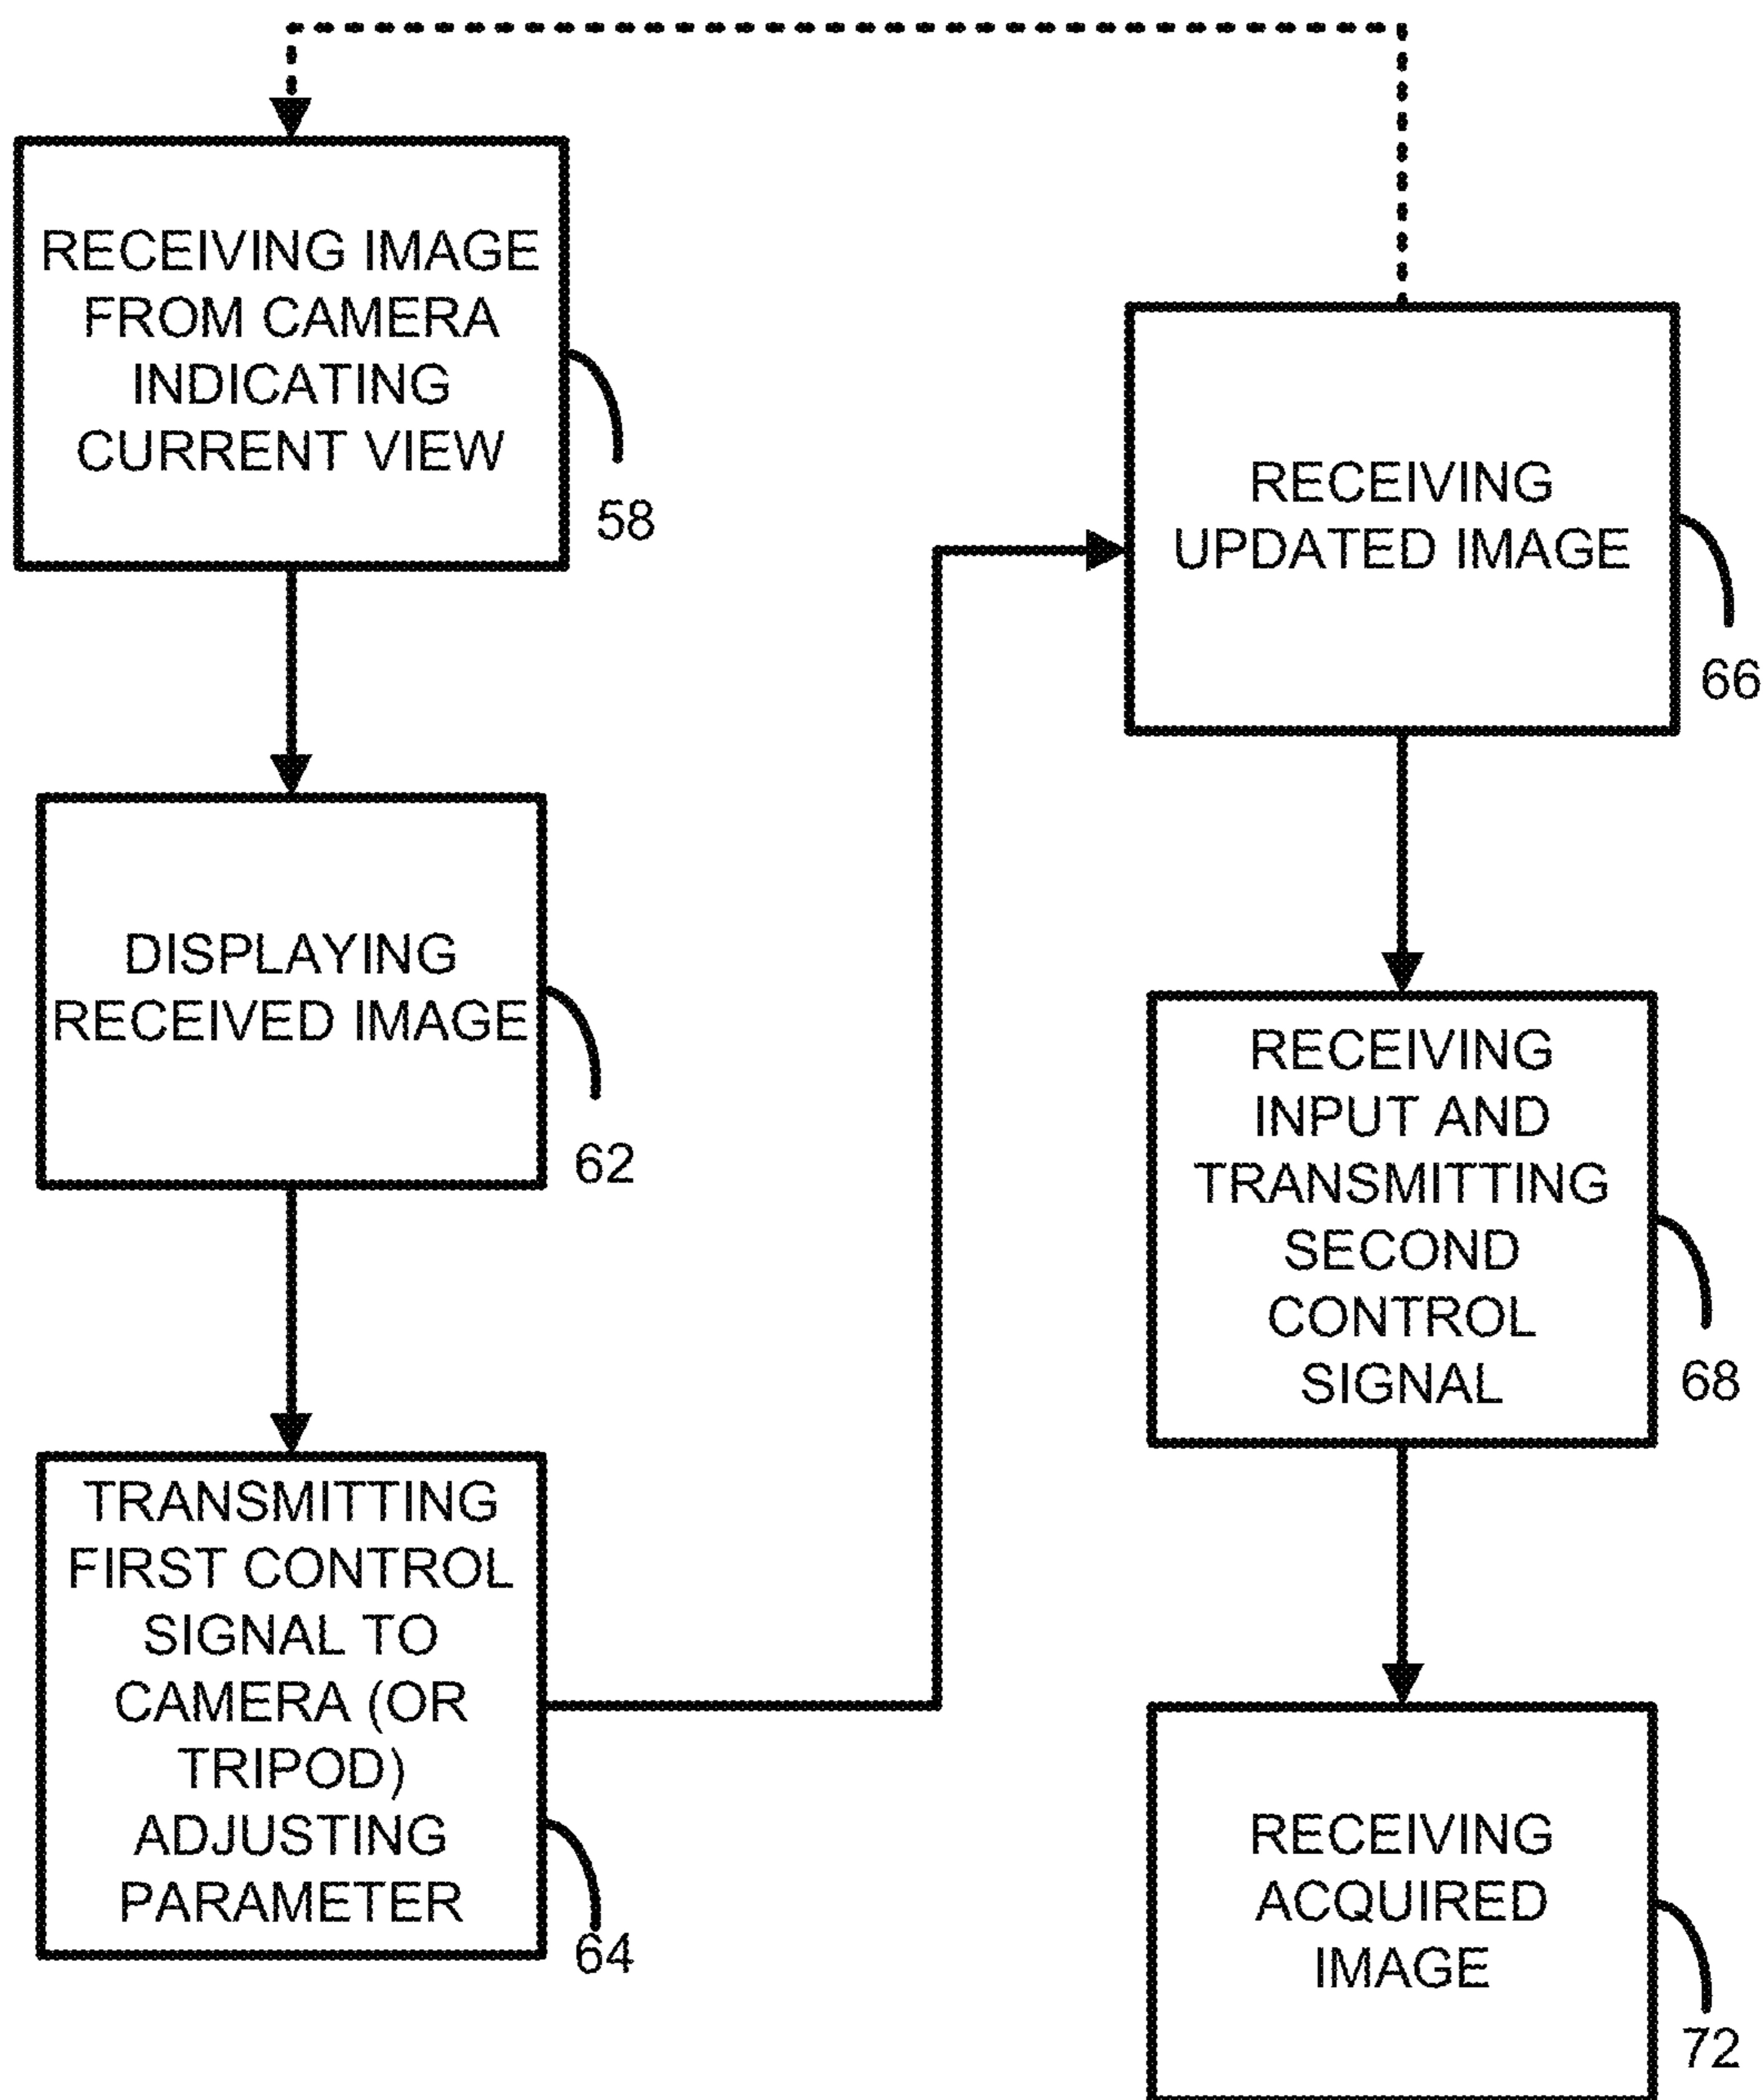 RECEIVING IMAGE
FROM CAMERA
INDICATING
CURRENT VIEW
58
DISPLAYING
RECEIVED IMAGE
62
TRANSMITTING
FIRST CONTROL
SIGNAL TO
CAMERA (OR
TRIPOD)
ADJUSTING
PARAMETER
64
RECEIVING
UPDATED IMAGE
66
RECEIVING
INPUT AND
TRANSMITTING
SECOND
CONTROL
SIGNAL
68
RECEIVING
ACQUIRED
IMAGE
72